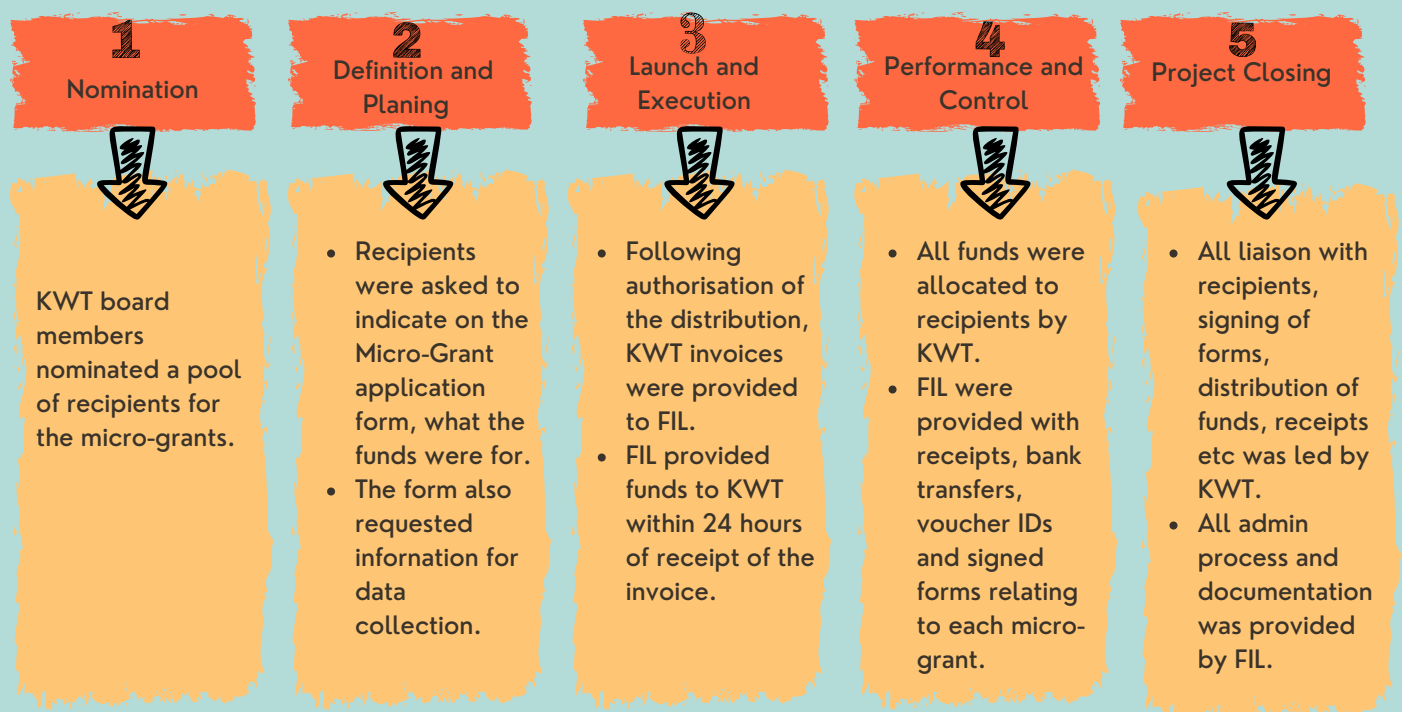 1
Nomination
KWT board
members
nominated a pool
of recipients for
the micro-grants.
2
Definition and
Planing
• Recipients
were asked to
indicate on the
Micro-Grant
application
form, what the
funds were for.
• The form also
requested
infornation for
data
collection.
3
Launch and
Execution
• Following
authorisation of
the distribution,
KWT invoices
were provided
to FIL.
• FIL provided
funds to KWT
within 24 hours
of receipt of the
invoice.
4
Performance and
Control
• All funds were
allocated to
recipients by
KWT.
• FIL were
provided with
receipts, bank
transfers,
voucher IDs
and signed
forms relating
to each micro-
grant.
5
Project Closing
• All liaison with
recipients,
signing of
forms,
distribution of
funds, receipts
etc was led by
KWT.
• All admin
process and
documentation
was provided
by FIL.